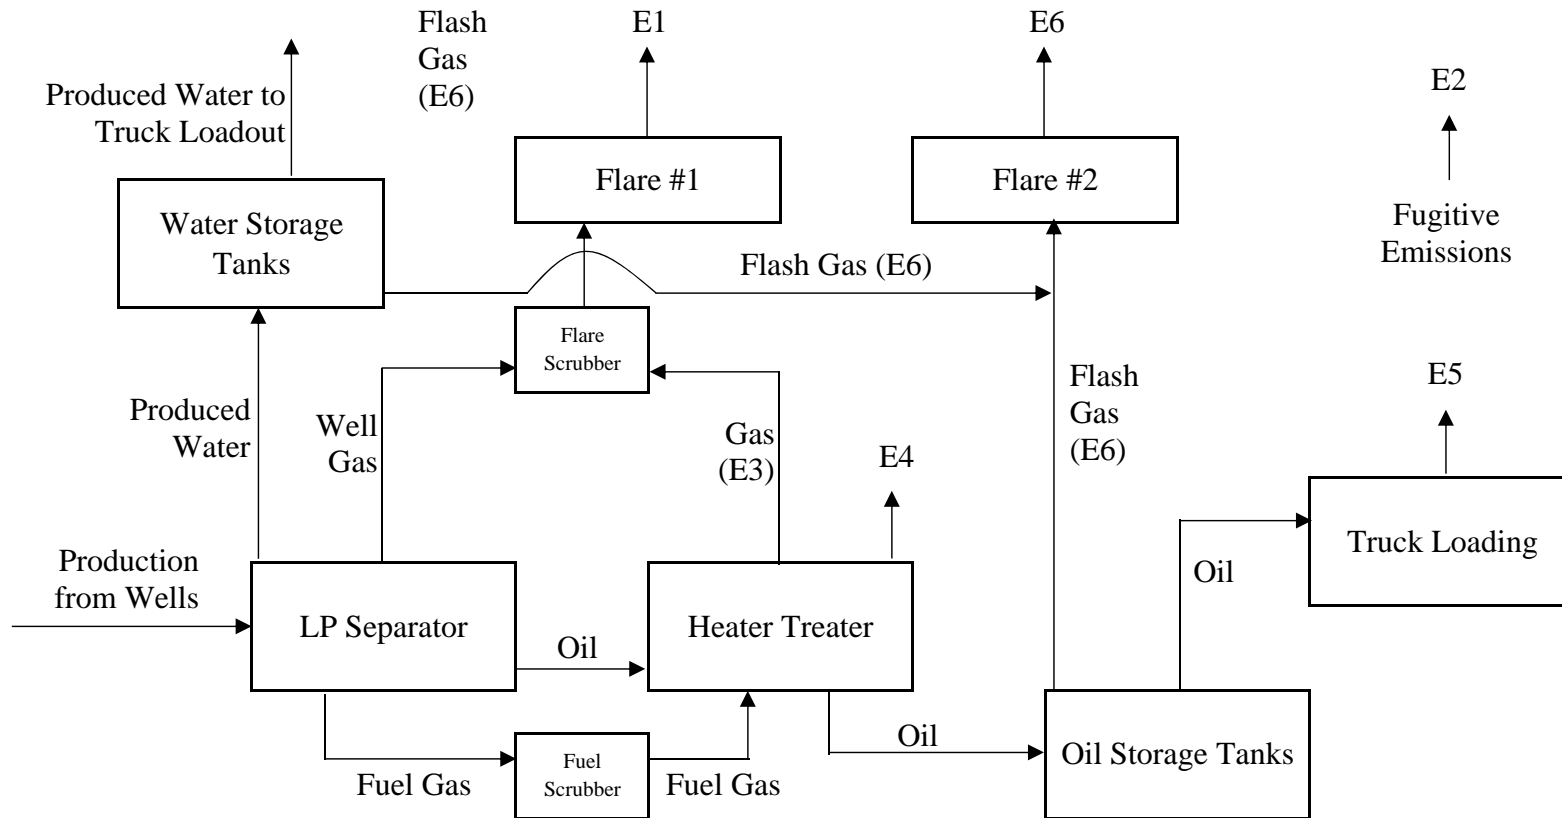 Flash
Gas
(E6)
E1
E6
E2
Produced Water to
Truck Loadout
Flare #1
Flare #2
Fugitive
Emissions
Water Storage
Tanks
Flash Gas (E6)
Flare
Scrubber
Produced
Water
Well
Gas
Gas
(E3)
E4
Flash
Gas
(E6)
E5
Production
from Wells
LP Separator
Oil
Heater Treater
Oil
Truck Loading
Fuel Gas
Fuel
Scrubber
Fuel Gas
Oil
Oil Storage Tanks